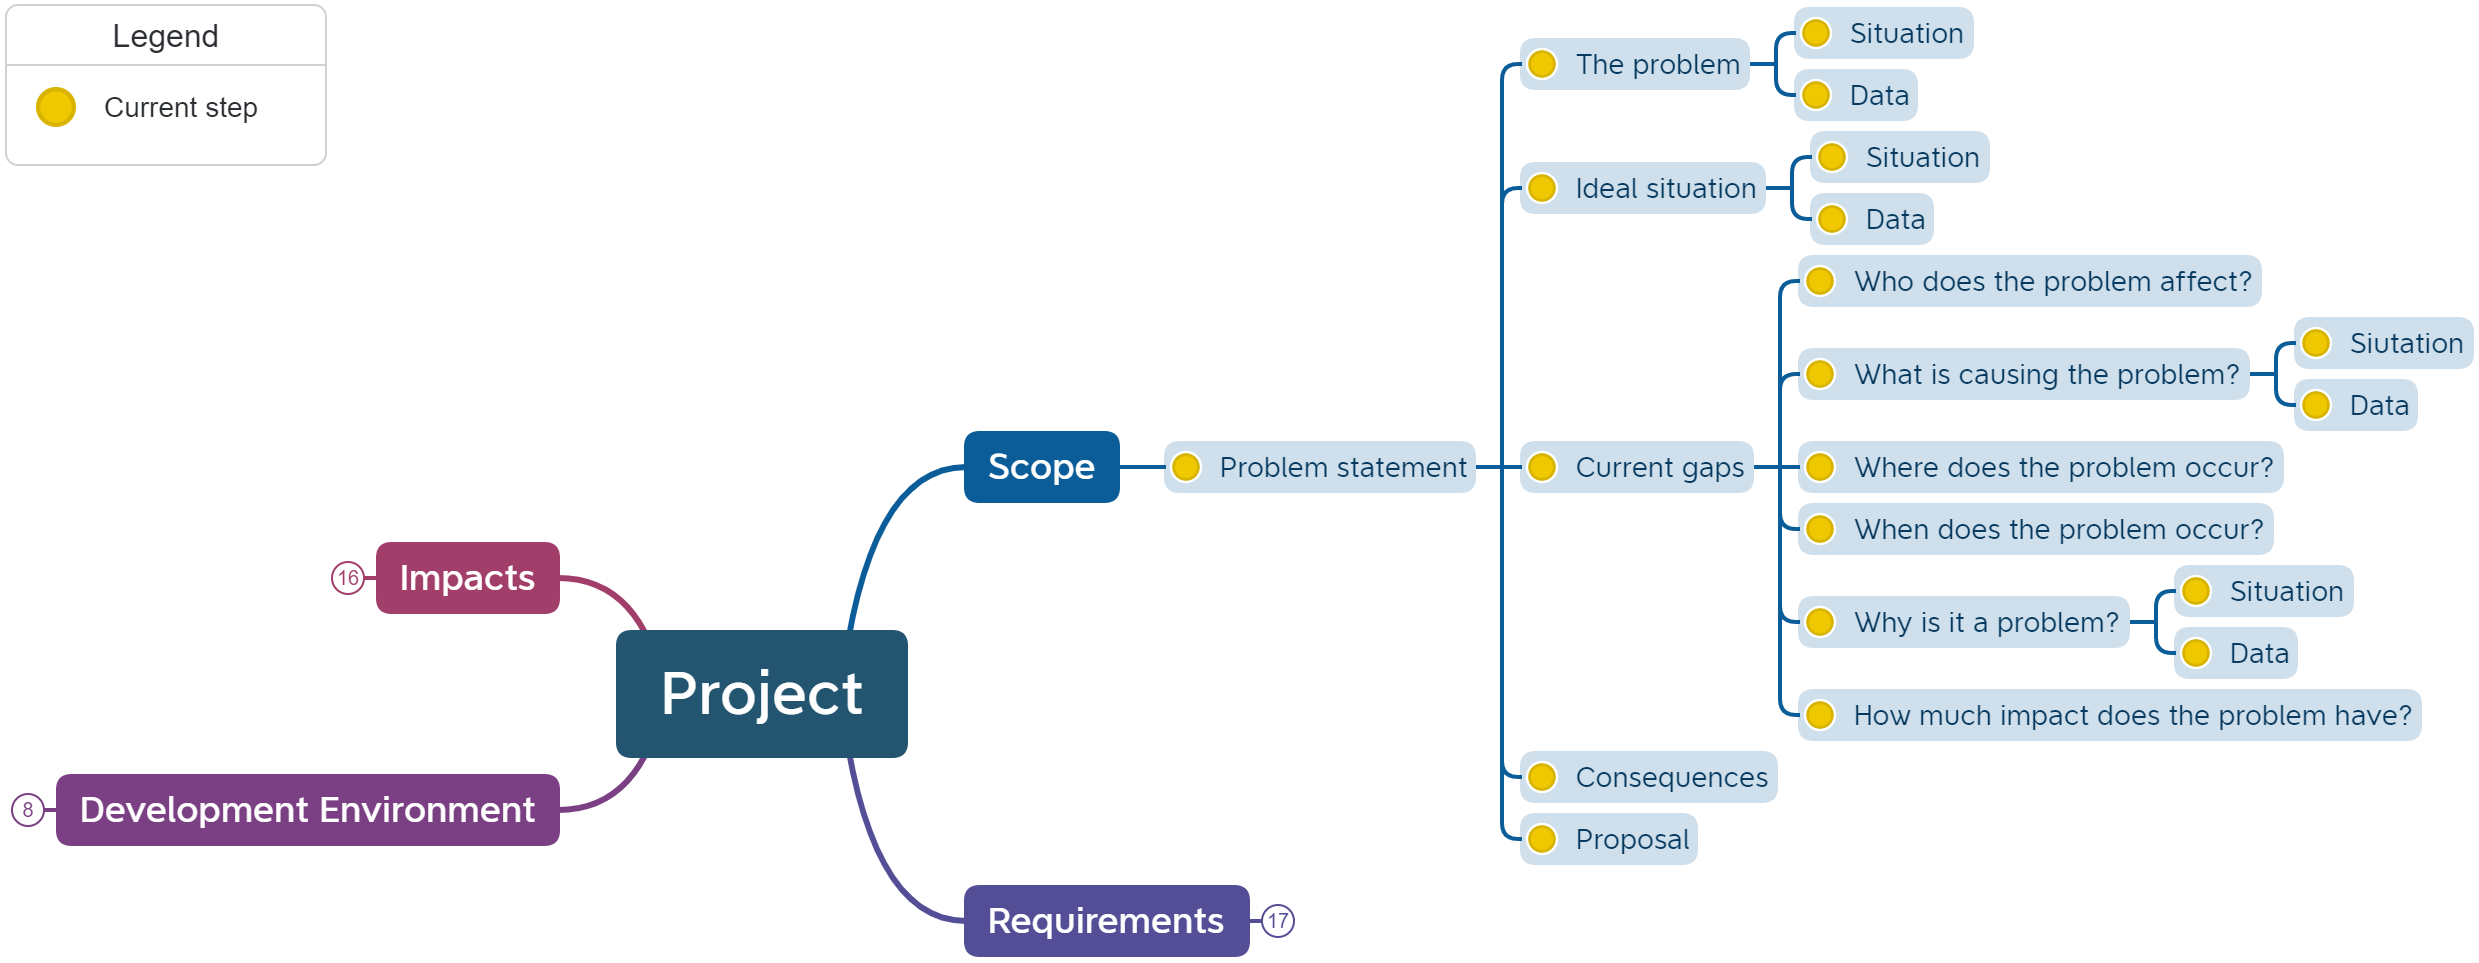 Legend
Current step
Project
Scope
Problem statement
The problem
Situation
Data
Ideal situation
Situation
Data
Current gaps
Who does the problem affect?
What is causing the problem?
Siutation
Data
Where does the problem occur?
When does the problem occur?
Why is it a problem?
Situation
Data
How much impact does the problem have?
Consequences
Proposal
Requirements
17
Impacts
16
Development Environment
8